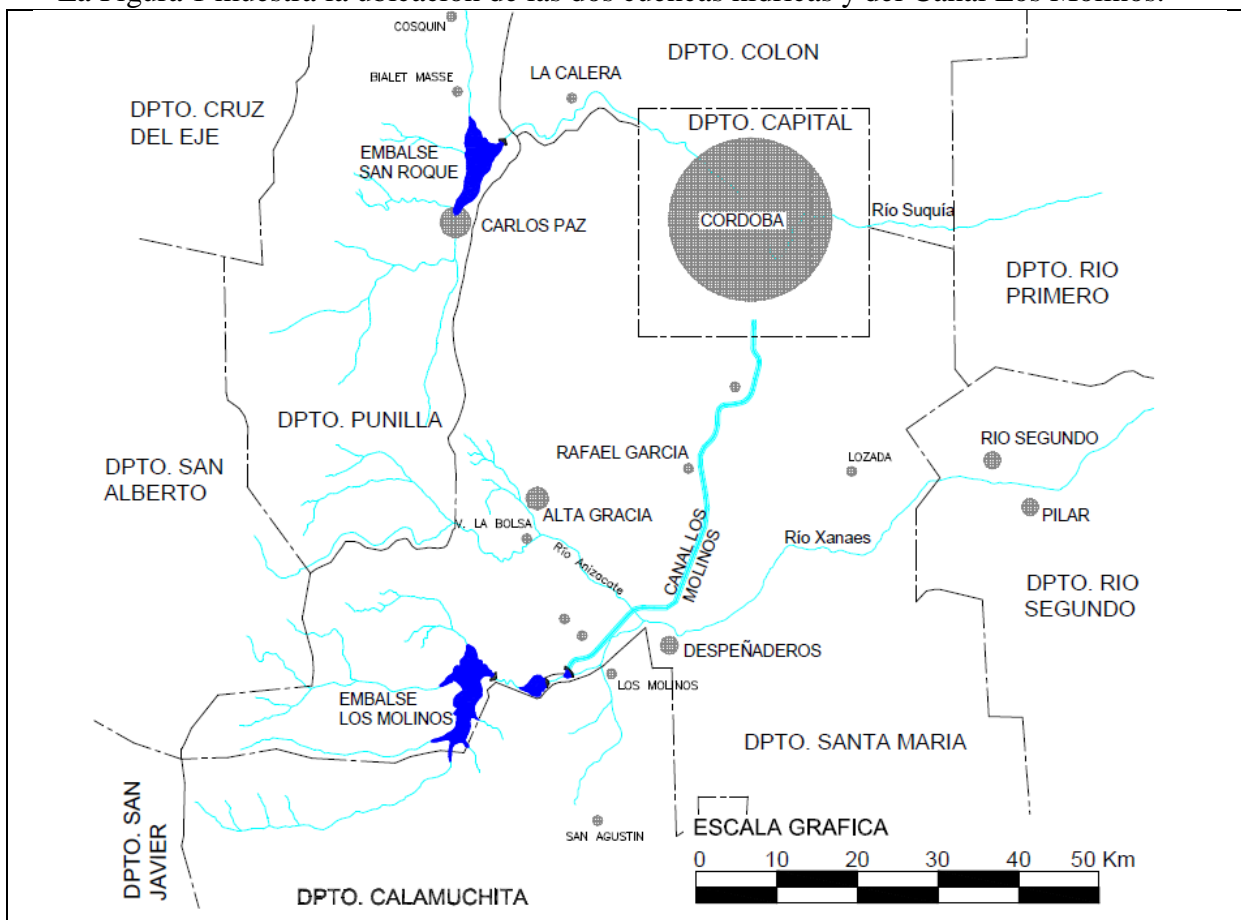 La Figura 1 muestra la ubicación de las dos cuencas hídricas y del Canal Los Molinos.
COSQUIN
DPTO. COLON
BIALET MASSE
LA CALERA
DPTO. CRUZ
DEL EJE
DPTO. CAPITAL
EMBALSE
SAN ROQUE
CARLOS PAZ
CORDOBA
Río Suquía
DPTO. RIO
PRIMERO
DPTO. PUNILLA
RAFAEL GARCIA
LOZADA
RIO SEGUNDO
DPTO. SAN
ALBERTO
ALTA GRACIA
V. LA BOLSA
PILAR
Río Xanaes
Río Anizacate
CANAL LOS
MOLINOS
DPTO. RIO
SEGUNDO
DESPEÑADEROS
LOS MOLINOS
EMBALSE
LOS MOLINOS
DPTO. SANTA MARIA
DPTO. SAN
JAVIER
SAN AGUSTIN
ESCALA GRAFICA
0 10 20 30 40 50 Km
DPTO. CALAMUCHITA